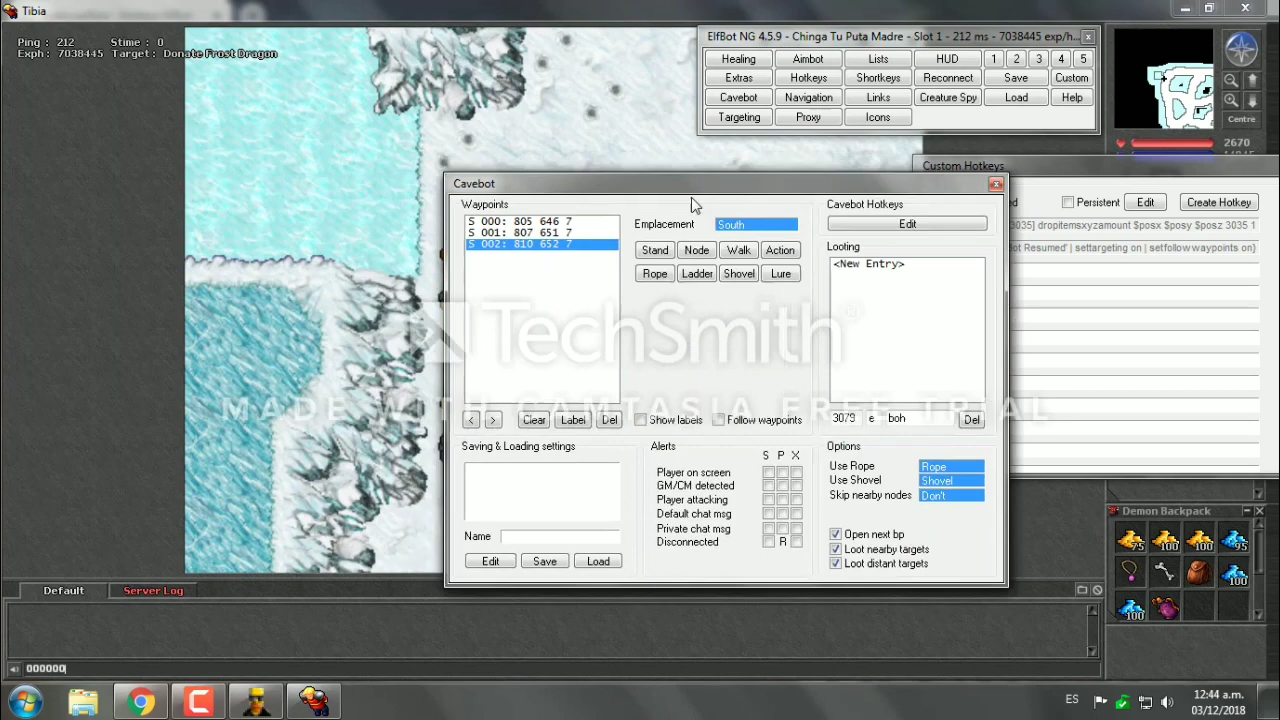 Tibia
Ping : 212 Stime : 0
Exph: 7038445 Target : Donate Frost Dragon
ElfBot NG 4.5.9 - Chinga Tu Puta Madre - Slot 1 - 212 ms - 7038445 exp/h
Healing Aimbot Lists HUD 1 2 3 4 5
Extras Hotkeys Shortkeys Reconnect Save Custom
Cavebot Navigation Links Creature Spy Load Help
Targeting Proxy Icons
Centre
2670
Custom Hotkeys
Persistent Edit Create Hotkey
3035] dropitemsxyzamount $posx $posy $posz 3035 1
Resumed' | settargeting on | setfollowwaypoints on}
Cavebot
Waypoints
S 000: 805 646 7
S 001: 807 651 7
S 002: 810 652 7
Emplacement South
Stand Node Walk Action
Rope Ladder Shovel Lure
< > Clear Label Del Show labels Follow waypoints
Cavebot Hotkeys
Edit
Looting
<New Entry>
3079 e boh Del
TechSmith®
MADE WITH CAMTASIA FREE TRIAL
Saving & Loading settings
Name
Edit Save Load
Alerts
S P X
Player on screen
GM/CM detected
Player attacking
Default chat msg
Private chat msg
Disconnected R
Options
Use Rope Rope
Use Shovel Shovel
Skip nearby nodes Don't
Open next bp
Loot nearby targets
Loot distant targets
Demon Backpack
75 100 100 95
100
100
Default Server Log
000000
ES
12:44 a.m.
03/12/2018